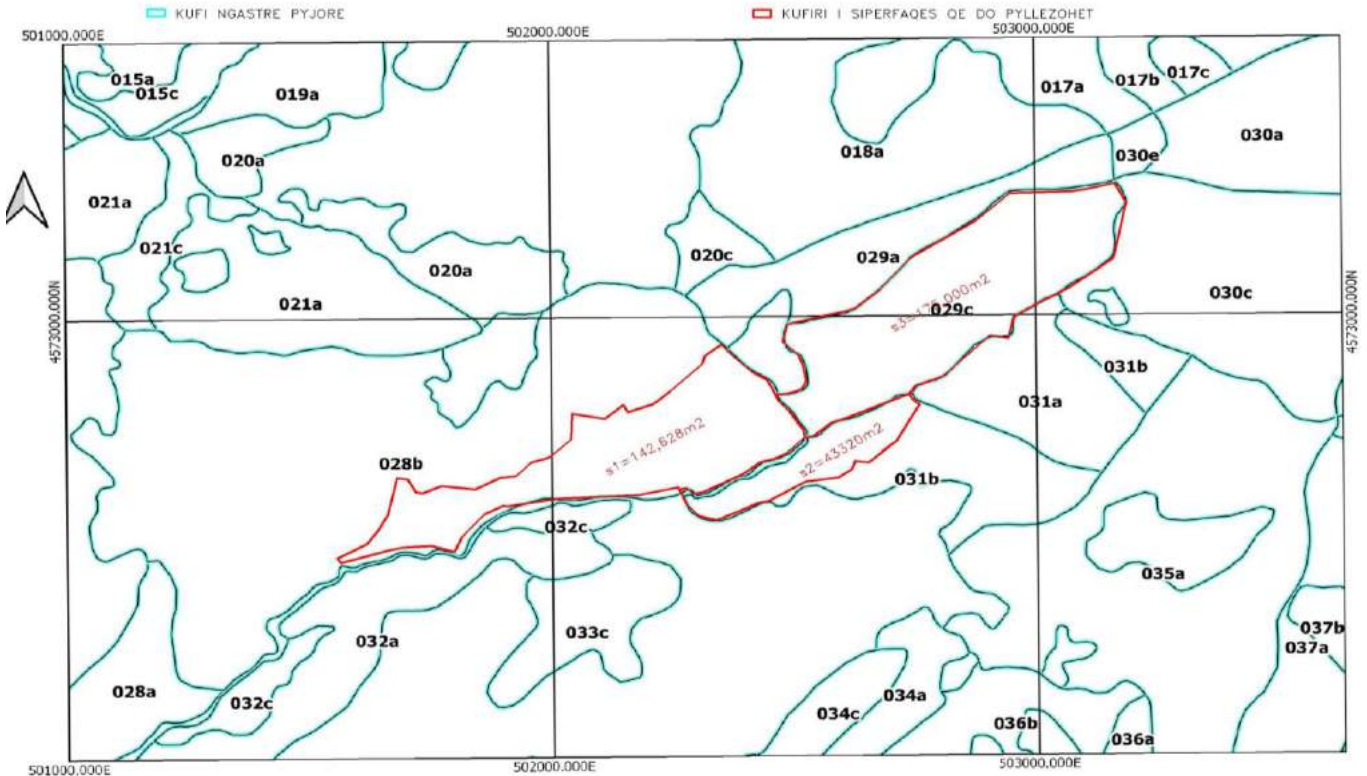 KUFI NGASTRE PYJORE
KUFIRI I SIPERFAQES QE DO PYLLEZOHET
501000.000E
502000.000E
503000.000E
015a
015c
019a
017a
017b
017c
030a
020a
018a
030e
021a
021c
020a
020c
029a
021a
s3=175,000m2
029c
030c
4573000.000N
4573000.000N
031b
031a
s1=142,628m2
s2=43320m2
028b
031b
032c
035a
033c
032a
037b
037a
028a
032c
034a
034c
036b
036a
501000.000E
502000.000E
503000.000E